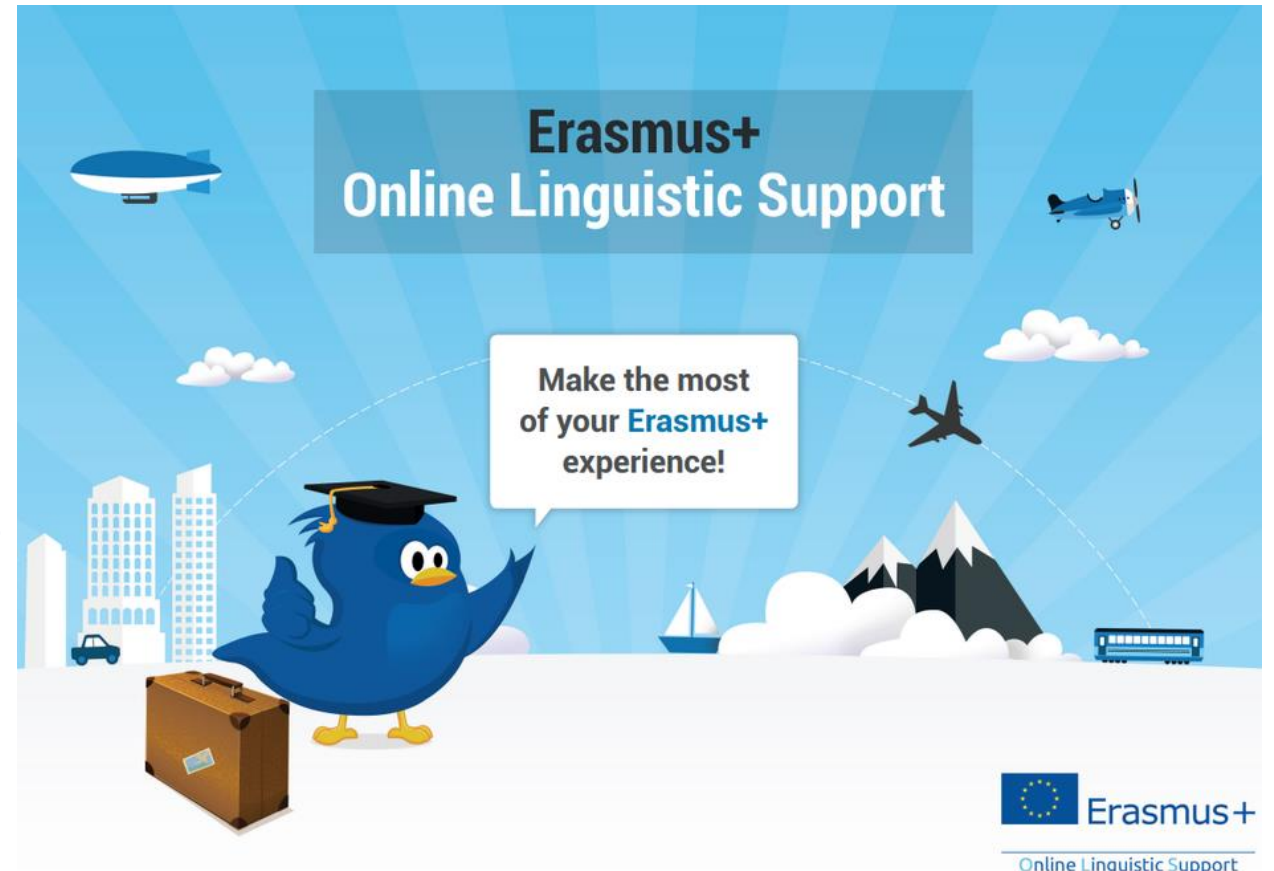 Erasmus+
Online Linguistic Support
Make the most
of your Erasmus+
experience!
Erasmus+
Online Linguistic Support